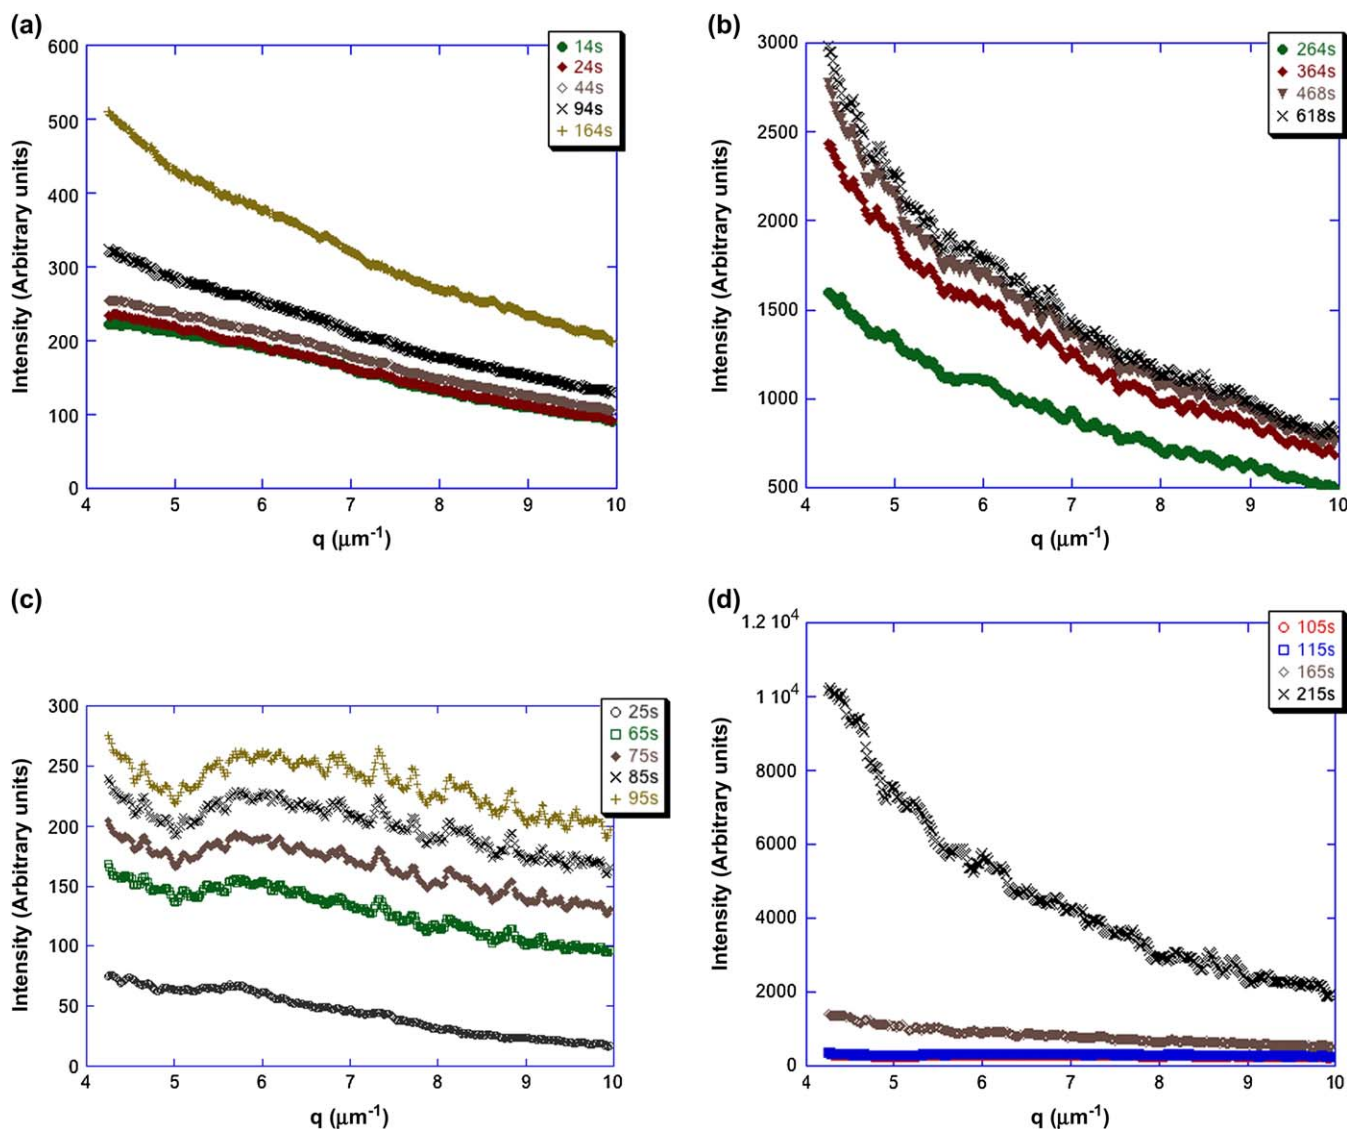 (a)
600
500
400
300
200
100
0
4 5 6 7 8 9 10
Intensity (Arbitrary units)
q (μm⁻¹)
14s
24s
44s
94s
164s
(b)
3000
2500
2000
1500
1000
500
4 5 6 7 8 9 10
Intensity (Arbitrary units)
q (μm⁻¹)
264s
364s
468s
618s
(c)
300
250
200
150
100
50
0
4 5 6 7 8 9 10
Intensity (Arbitrary units)
q (μm⁻¹)
25s
65s
75s
85s
95s
(d)
1.2 10⁴
1 10⁴
8000
6000
4000
2000
0
4 5 6 7 8 9 10
Intensity (Arbitrary units)
q (μm⁻¹)
105s
115s
165s
215s